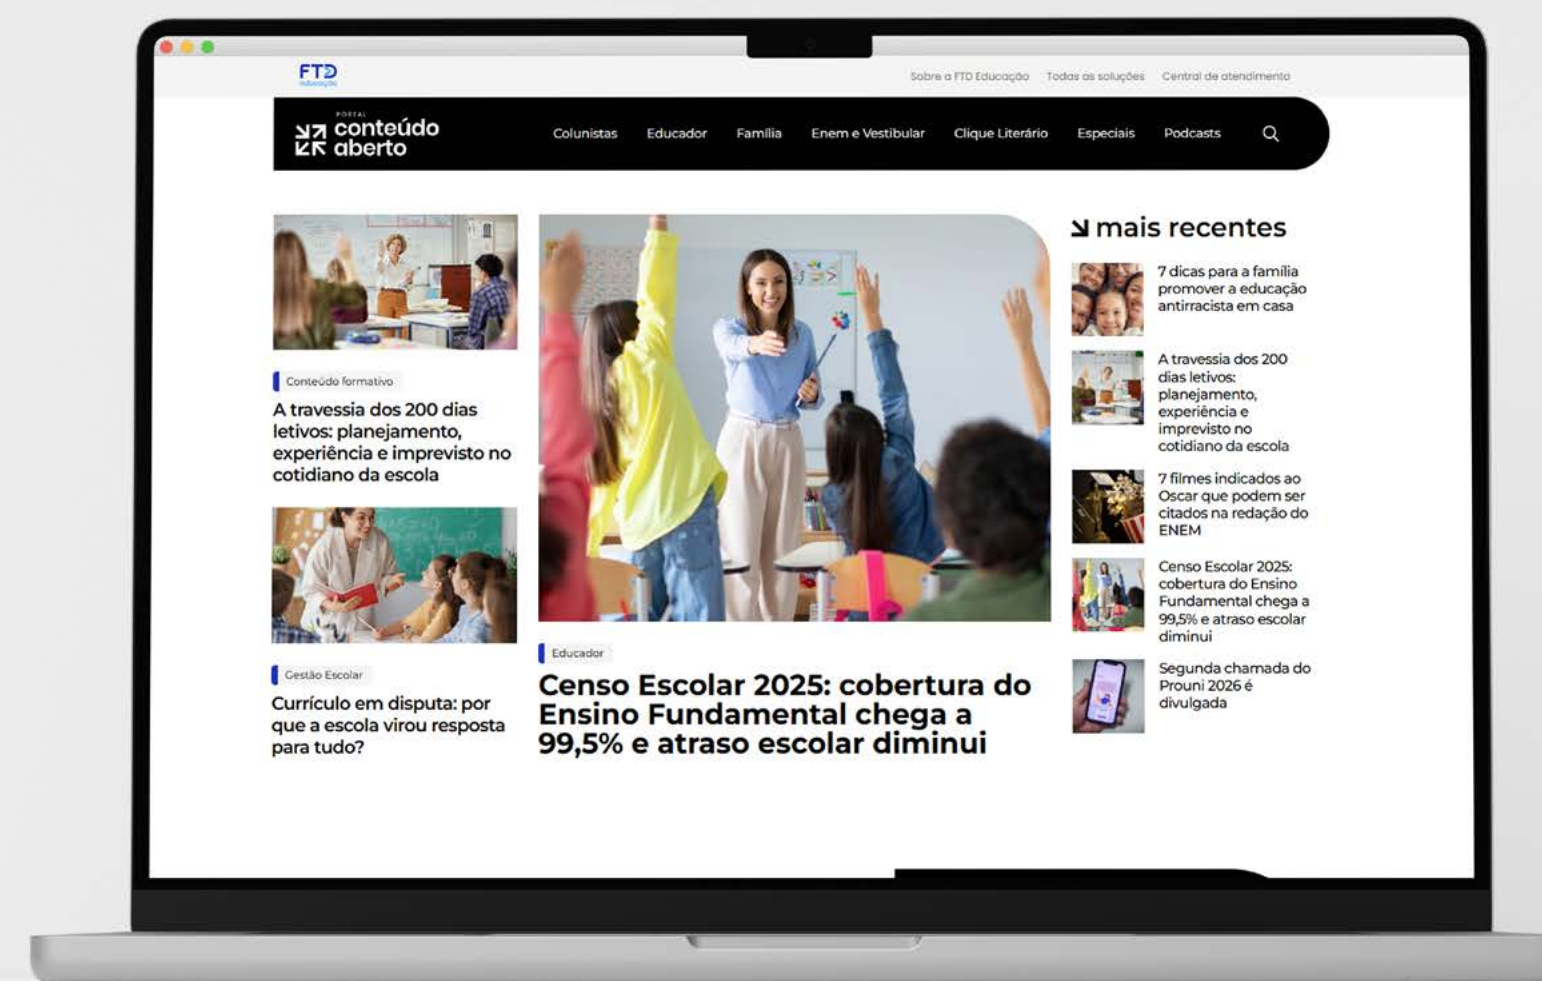 FTD
educação
Sobre a FTD Educação
Todas as soluções
Central de atendimento
PORTAL
conteúdo
aberto
Colunistas
Educador
Família
Enem e Vestibular
Clique Literário
Especiais
Podcasts
Conteúdo formativo
A travessia dos 200 dias
letivos: planejamento,
experiência e imprevisto no
cotidiano da escola
Gestão Escolar
Currículo em disputa: por
que a escola virou resposta
para tudo?
Educador
Censo Escolar 2025: cobertura do
Ensino Fundamental chega a
99,5% e atraso escolar diminui
mais recentes
7 dicas para a família
promover a educação
antirracista em casa
A travessia dos 200
dias letivos:
planejamento,
experiência e
imprevisto no
cotidiano da escola
7 filmes indicados ao
Oscar que podem ser
citados na redação do
ENEM
Censo Escolar 2025:
cobertura do Ensino
Fundamental chega a
99,5% e atraso escolar
diminui
Segunda chamada do
Prouni 2026 é
divulgada